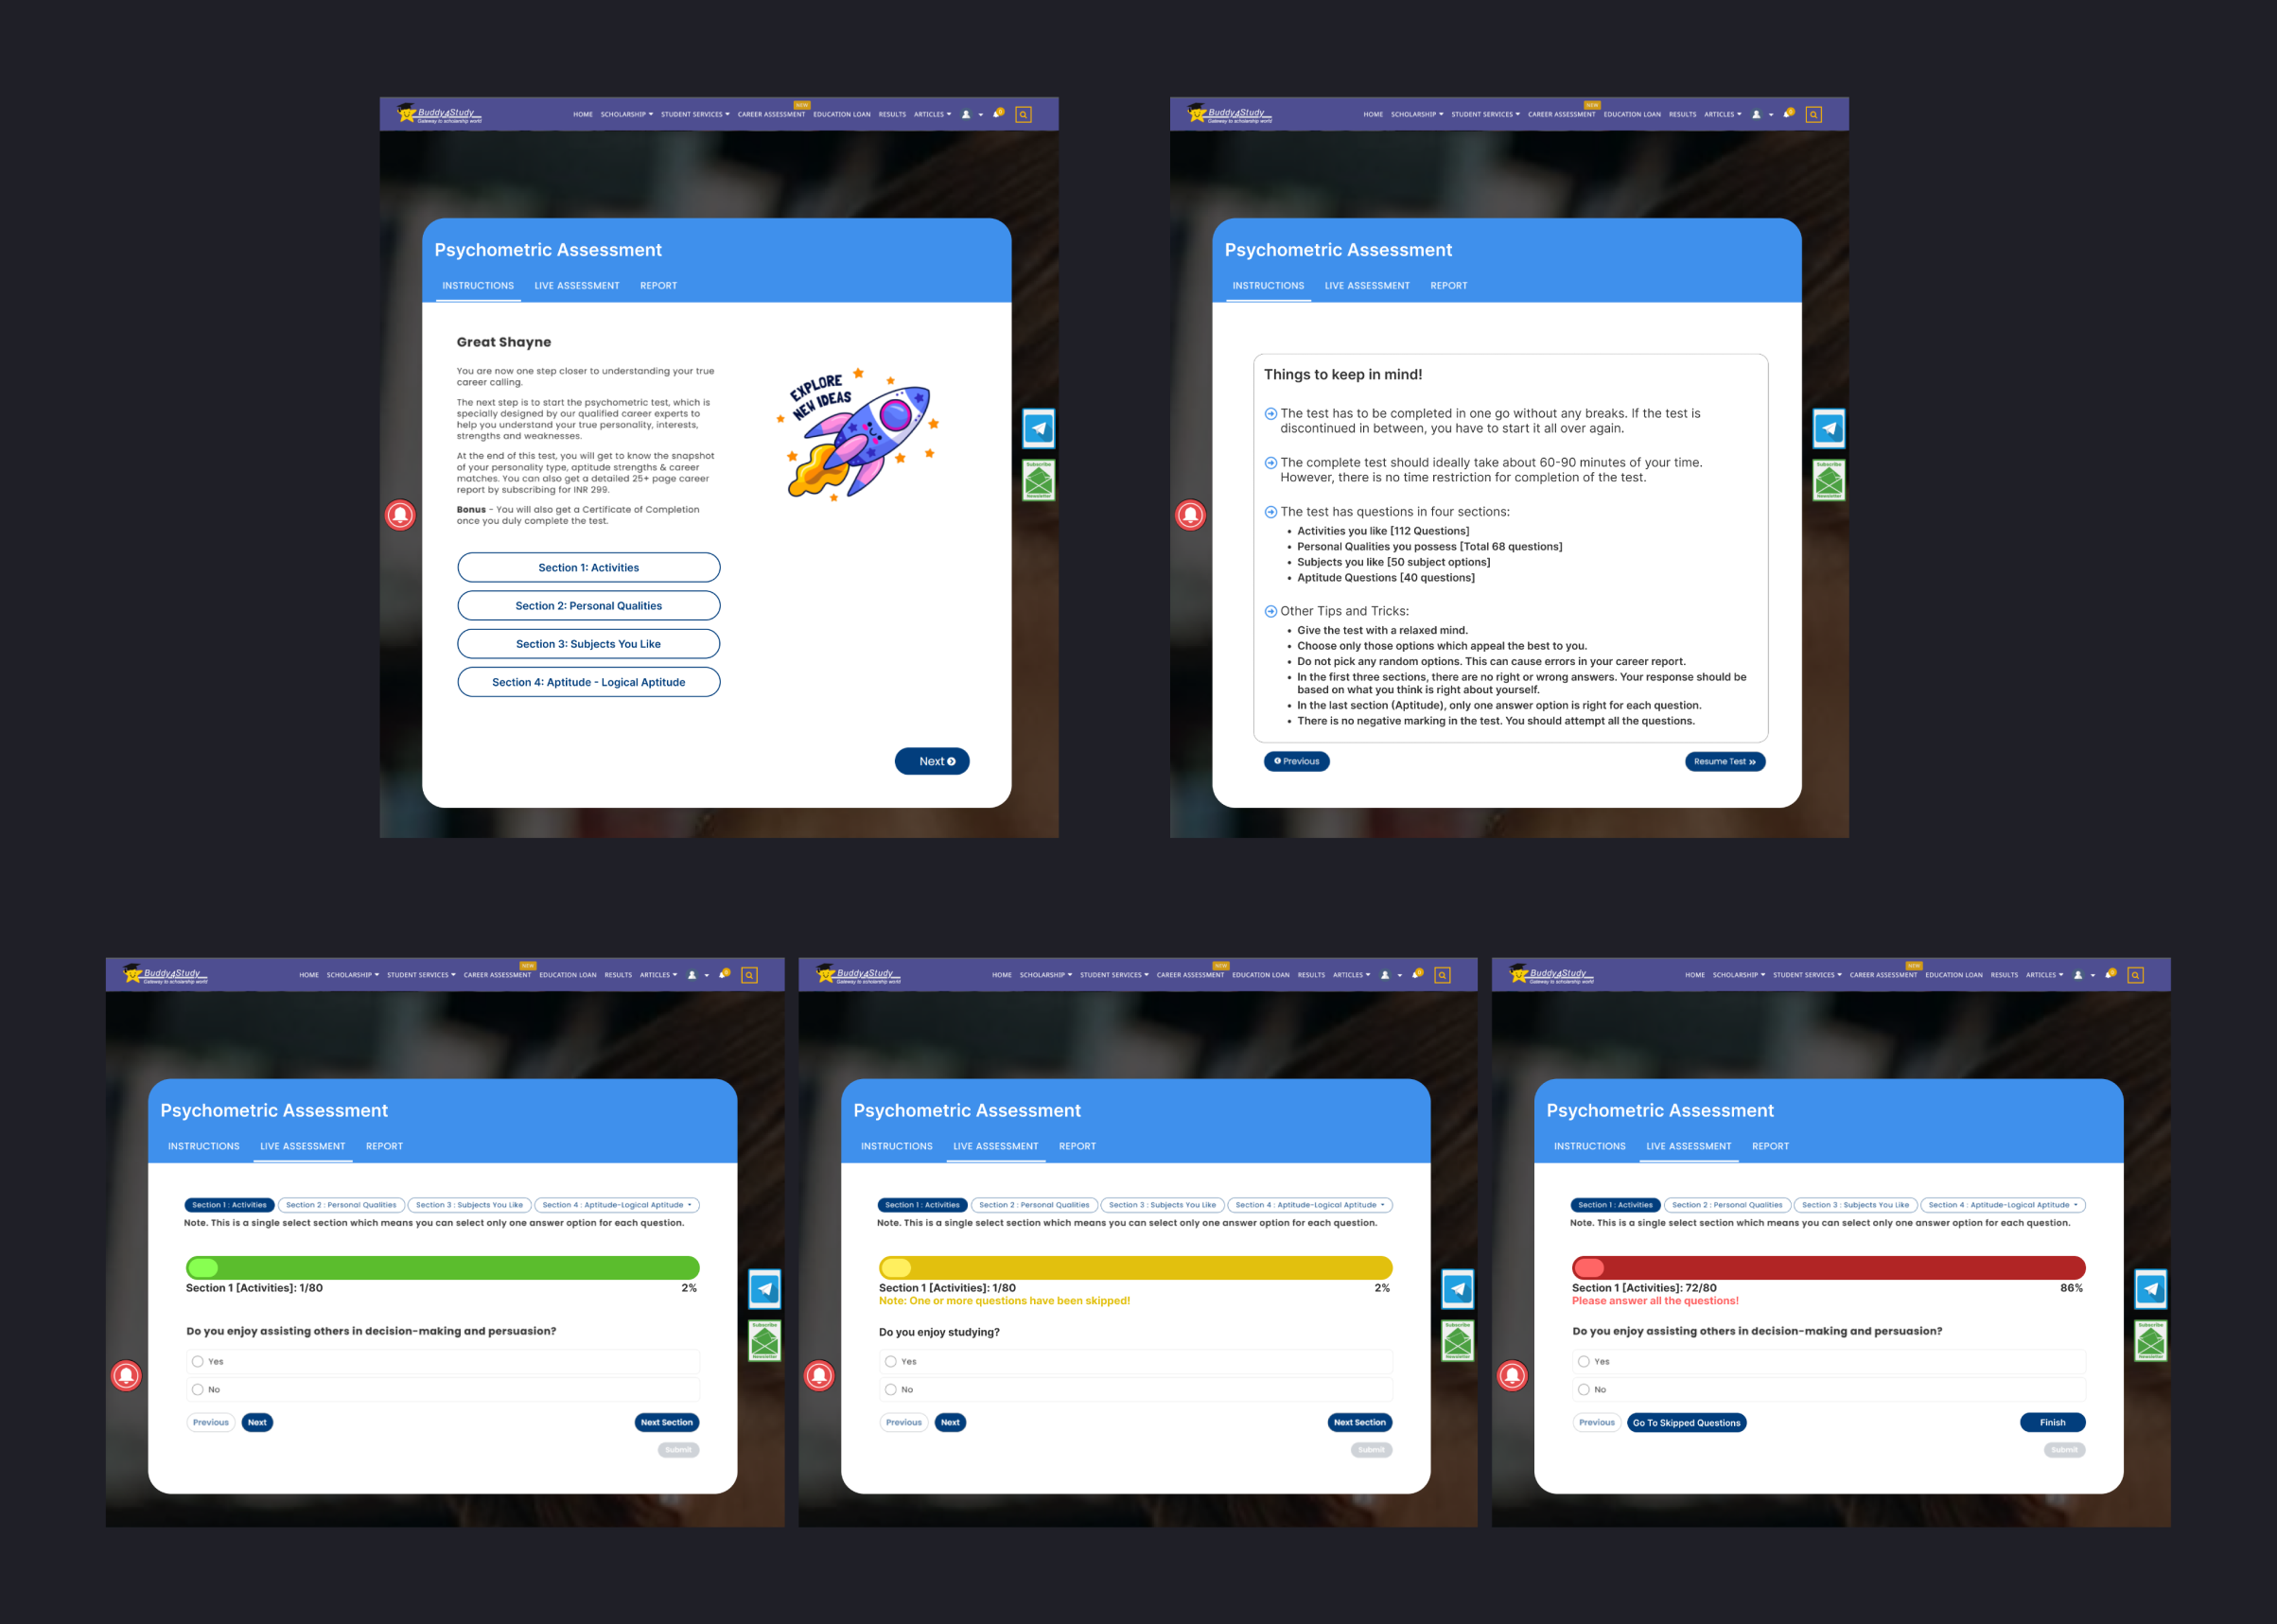 Buddy4Study
Gateway to scholarship world
HOME SCHOLARSHIP STUDENT SERVICES CAREER ASSESSMENT NEW EDUCATION LOAN RESULTS ARTICLES
Psychometric Assessment
INSTRUCTIONS LIVE ASSESSMENT REPORT
Great Shayne
You are now one step closer to understanding your true
career calling.
The next step is to start the psychometric test, which is
specially designed by our qualified career experts to
help you understand your true personality, interests,
strengths and weaknesses.
At the end of this test, you will get to know the snapshot
of your personality type, aptitude strengths & career
matches. You can also get a detailed 25+ page career
report by subscribing for INR 299.
Bonus - You will also get a Certificate of Completion
once you duly complete the test.
EXPLORE
NEW IDEAS
Section 1: Activities
Section 2: Personal Qualities
Section 3: Subjects You Like
Section 4: Aptitude - Logical Aptitude
Next
Subscribe
Newsletter
Buddy4Study
Gateway to scholarship world
HOME SCHOLARSHIP STUDENT SERVICES CAREER ASSESSMENT NEW EDUCATION LOAN RESULTS ARTICLES
Psychometric Assessment
INSTRUCTIONS LIVE ASSESSMENT REPORT
Things to keep in mind!
The test has to be completed in one go without any breaks. If the test is
discontinued in between, you have to start it all over again.
The complete test should ideally take about 60-90 minutes of your time.
However, there is no time restriction for completion of the test.
The test has questions in four sections:
• Activities you like [112 Questions]
• Personal Qualities you possess [Total 68 questions]
• Subjects you like [50 subject options]
• Aptitude Questions [40 questions]
Other Tips and Tricks:
• Give the test with a relaxed mind.
• Choose only those options which appeal the best to you.
• Do not pick any random options. This can cause errors in your career report.
• In the first three sections, there are no right or wrong answers. Your response should be
based on what you think is right about yourself.
• In the last section (Aptitude), only one answer option is right for each question.
• There is no negative marking in the test. You should attempt all the questions.
Previous
Resume Test
Subscribe
Newsletter
Buddy4Study
Gateway to scholarship world
HOME SCHOLARSHIP STUDENT SERVICES CAREER ASSESSMENT NEW EDUCATION LOAN RESULTS ARTICLES
Psychometric Assessment
INSTRUCTIONS LIVE ASSESSMENT REPORT
Section 1 : Activities Section 2 : Personal Qualities Section 3 : Subjects You Like Section 4 : Aptitude-Logical Aptitude
Note. This is a single select section which means you can select only one answer option for each question.
Section 1 [Activities]: 1/80 2%
Do you enjoy assisting others in decision-making and persuasion?
Yes
No
Previous Next Next Section
Submit
Subscribe
Newsletter
Buddy4Study
Gateway to scholarship world
HOME SCHOLARSHIP STUDENT SERVICES CAREER ASSESSMENT NEW EDUCATION LOAN RESULTS ARTICLES
Psychometric Assessment
INSTRUCTIONS LIVE ASSESSMENT REPORT
Section 1 : Activities Section 2 : Personal Qualities Section 3 : Subjects You Like Section 4 : Aptitude-Logical Aptitude
Note. This is a single select section which means you can select only one answer option for each question.
Section 1 [Activities]: 1/80 2%
Note: One or more questions have been skipped!
Do you enjoy studying?
Yes
No
Previous Next Next Section
Submit
Subscribe
Newsletter
Buddy4Study
Gateway to scholarship world
HOME SCHOLARSHIP STUDENT SERVICES CAREER ASSESSMENT NEW EDUCATION LOAN RESULTS ARTICLES
Psychometric Assessment
INSTRUCTIONS LIVE ASSESSMENT REPORT
Section 1 : Activities Section 2 : Personal Qualities Section 3 : Subjects You Like Section 4 : Aptitude-Logical Aptitude
Note. This is a single select section which means you can select only one answer option for each question.
Section 1 [Activities]: 72/80 86%
Please answer all the questions!
Do you enjoy assisting others in decision-making and persuasion?
Yes
No
Previous Go To Skipped Questions Finish
Submit
Subscribe
Newsletter